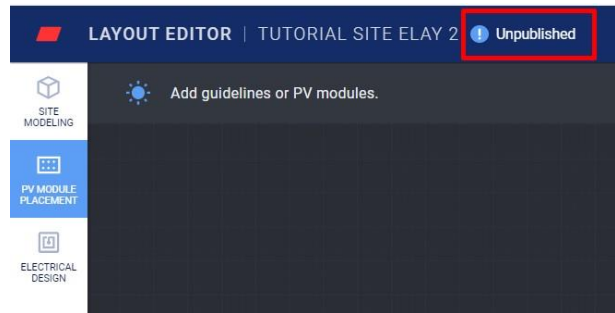 LAYOUT EDITOR | TUTORIAL SITE ELAY 2 ! Unpublished
SITE
MODELING
Add guidelines or PV modules.
PV MODULE
PLACEMENT
ELECTRICAL
DESIGN